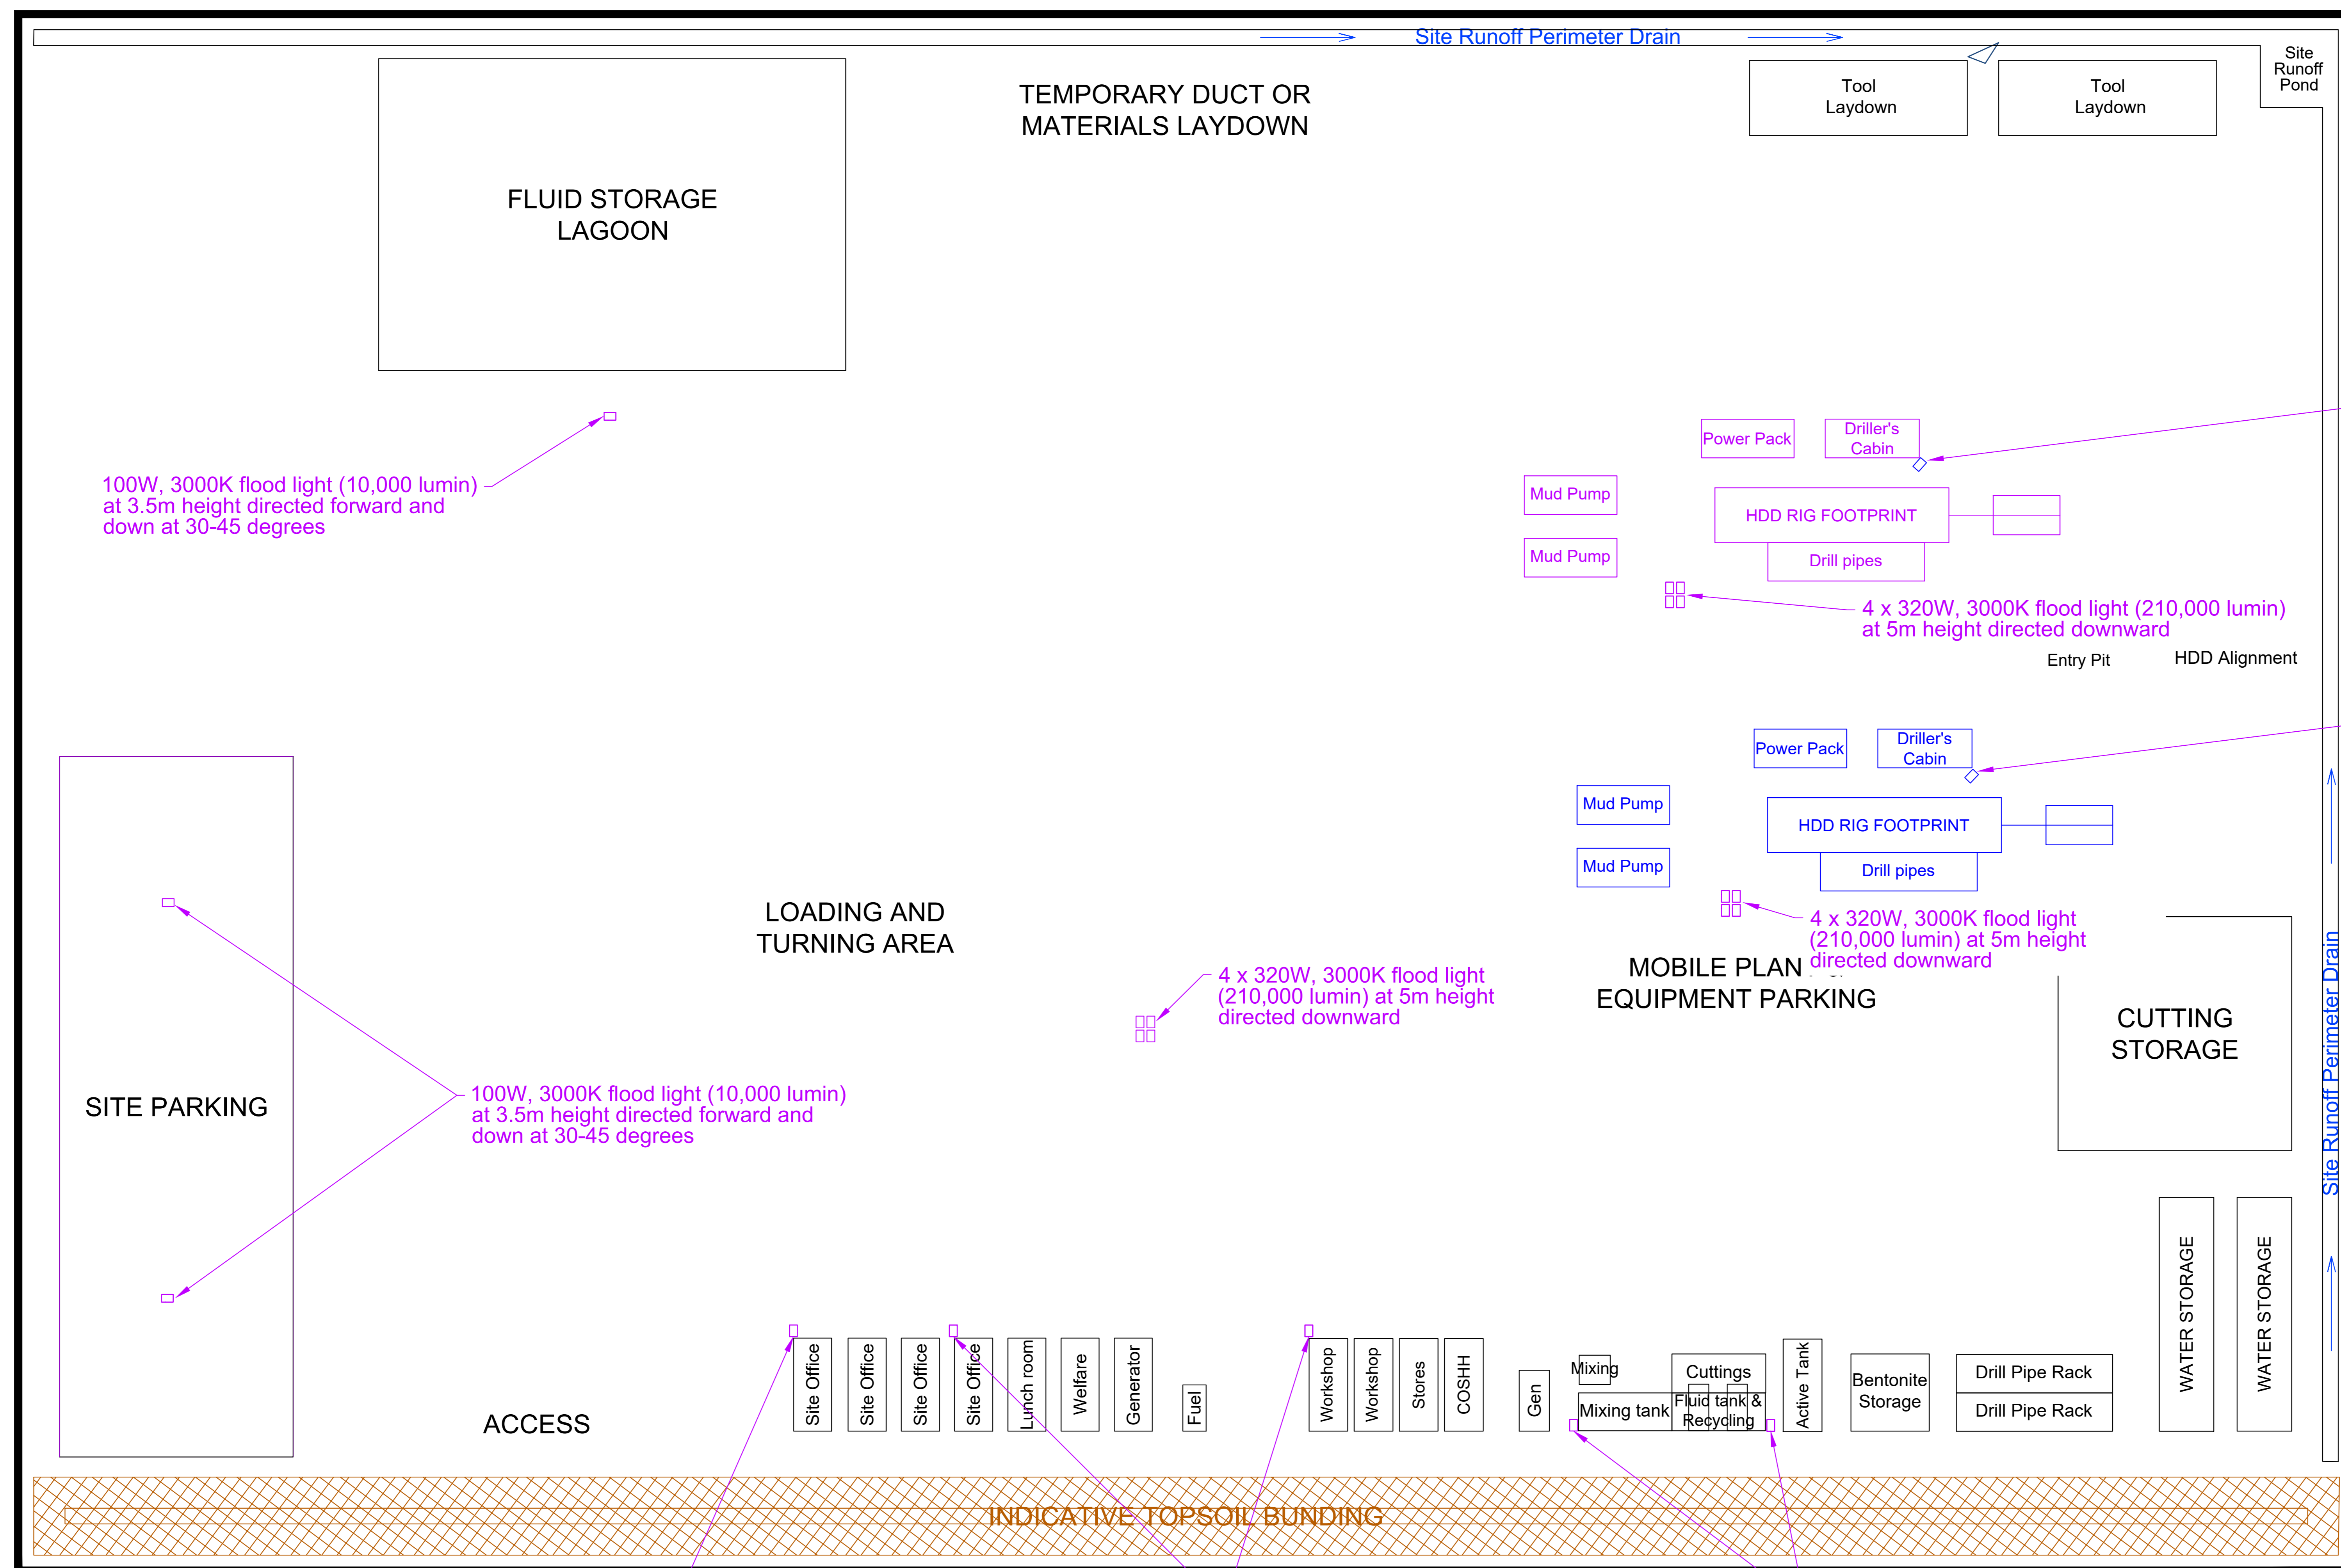 Site Runoff Perimeter Drain
Site
Runoff
Pond
TEMPORARY DUCT OR
MATERIALS LAYDOWN
Tool
Laydown
Tool
Laydown
FLUID STORAGE
LAGOON
100W, 3000K flood light (10,000 lumin)
at 3.5m height directed forward and
down at 30-45 degrees
Power Pack
Driller's
Cabin
Mud Pump
HDD RIG FOOTPRINT
Mud Pump
Drill pipes
4 x 320W, 3000K flood light (210,000 lumin)
at 5m height directed downward
Entry Pit
HDD Alignment
Power Pack
Driller's
Cabin
Mud Pump
HDD RIG FOOTPRINT
Mud Pump
Drill pipes
4 x 320W, 3000K flood light
(210,000 lumin) at 5m height
directed downward
LOADING AND
TURNING AREA
MOBILE PLAN
EQUIPMENT PARKING
4 x 320W, 3000K flood light
(210,000 lumin) at 5m height
directed downward
CUTTING
STORAGE
Site Runoff Perimeter Drain
SITE PARKING
100W, 3000K flood light (10,000 lumin)
at 3.5m height directed forward and
down at 30-45 degrees
WATER STORAGE
WATER STORAGE
ACCESS
Site Office
Site Office
Site Office
Site Office
Lunch room
Welfare
Generator
Fuel
Workshop
Workshop
Stores
COSHH
Gen
Mixing
Mixing tank
Cuttings
Fluid tank &
Recycling
Active Tank
Bentonite
Storage
Drill Pipe Rack
Drill Pipe Rack
INDICATIVE TOPSOIL BUNDING